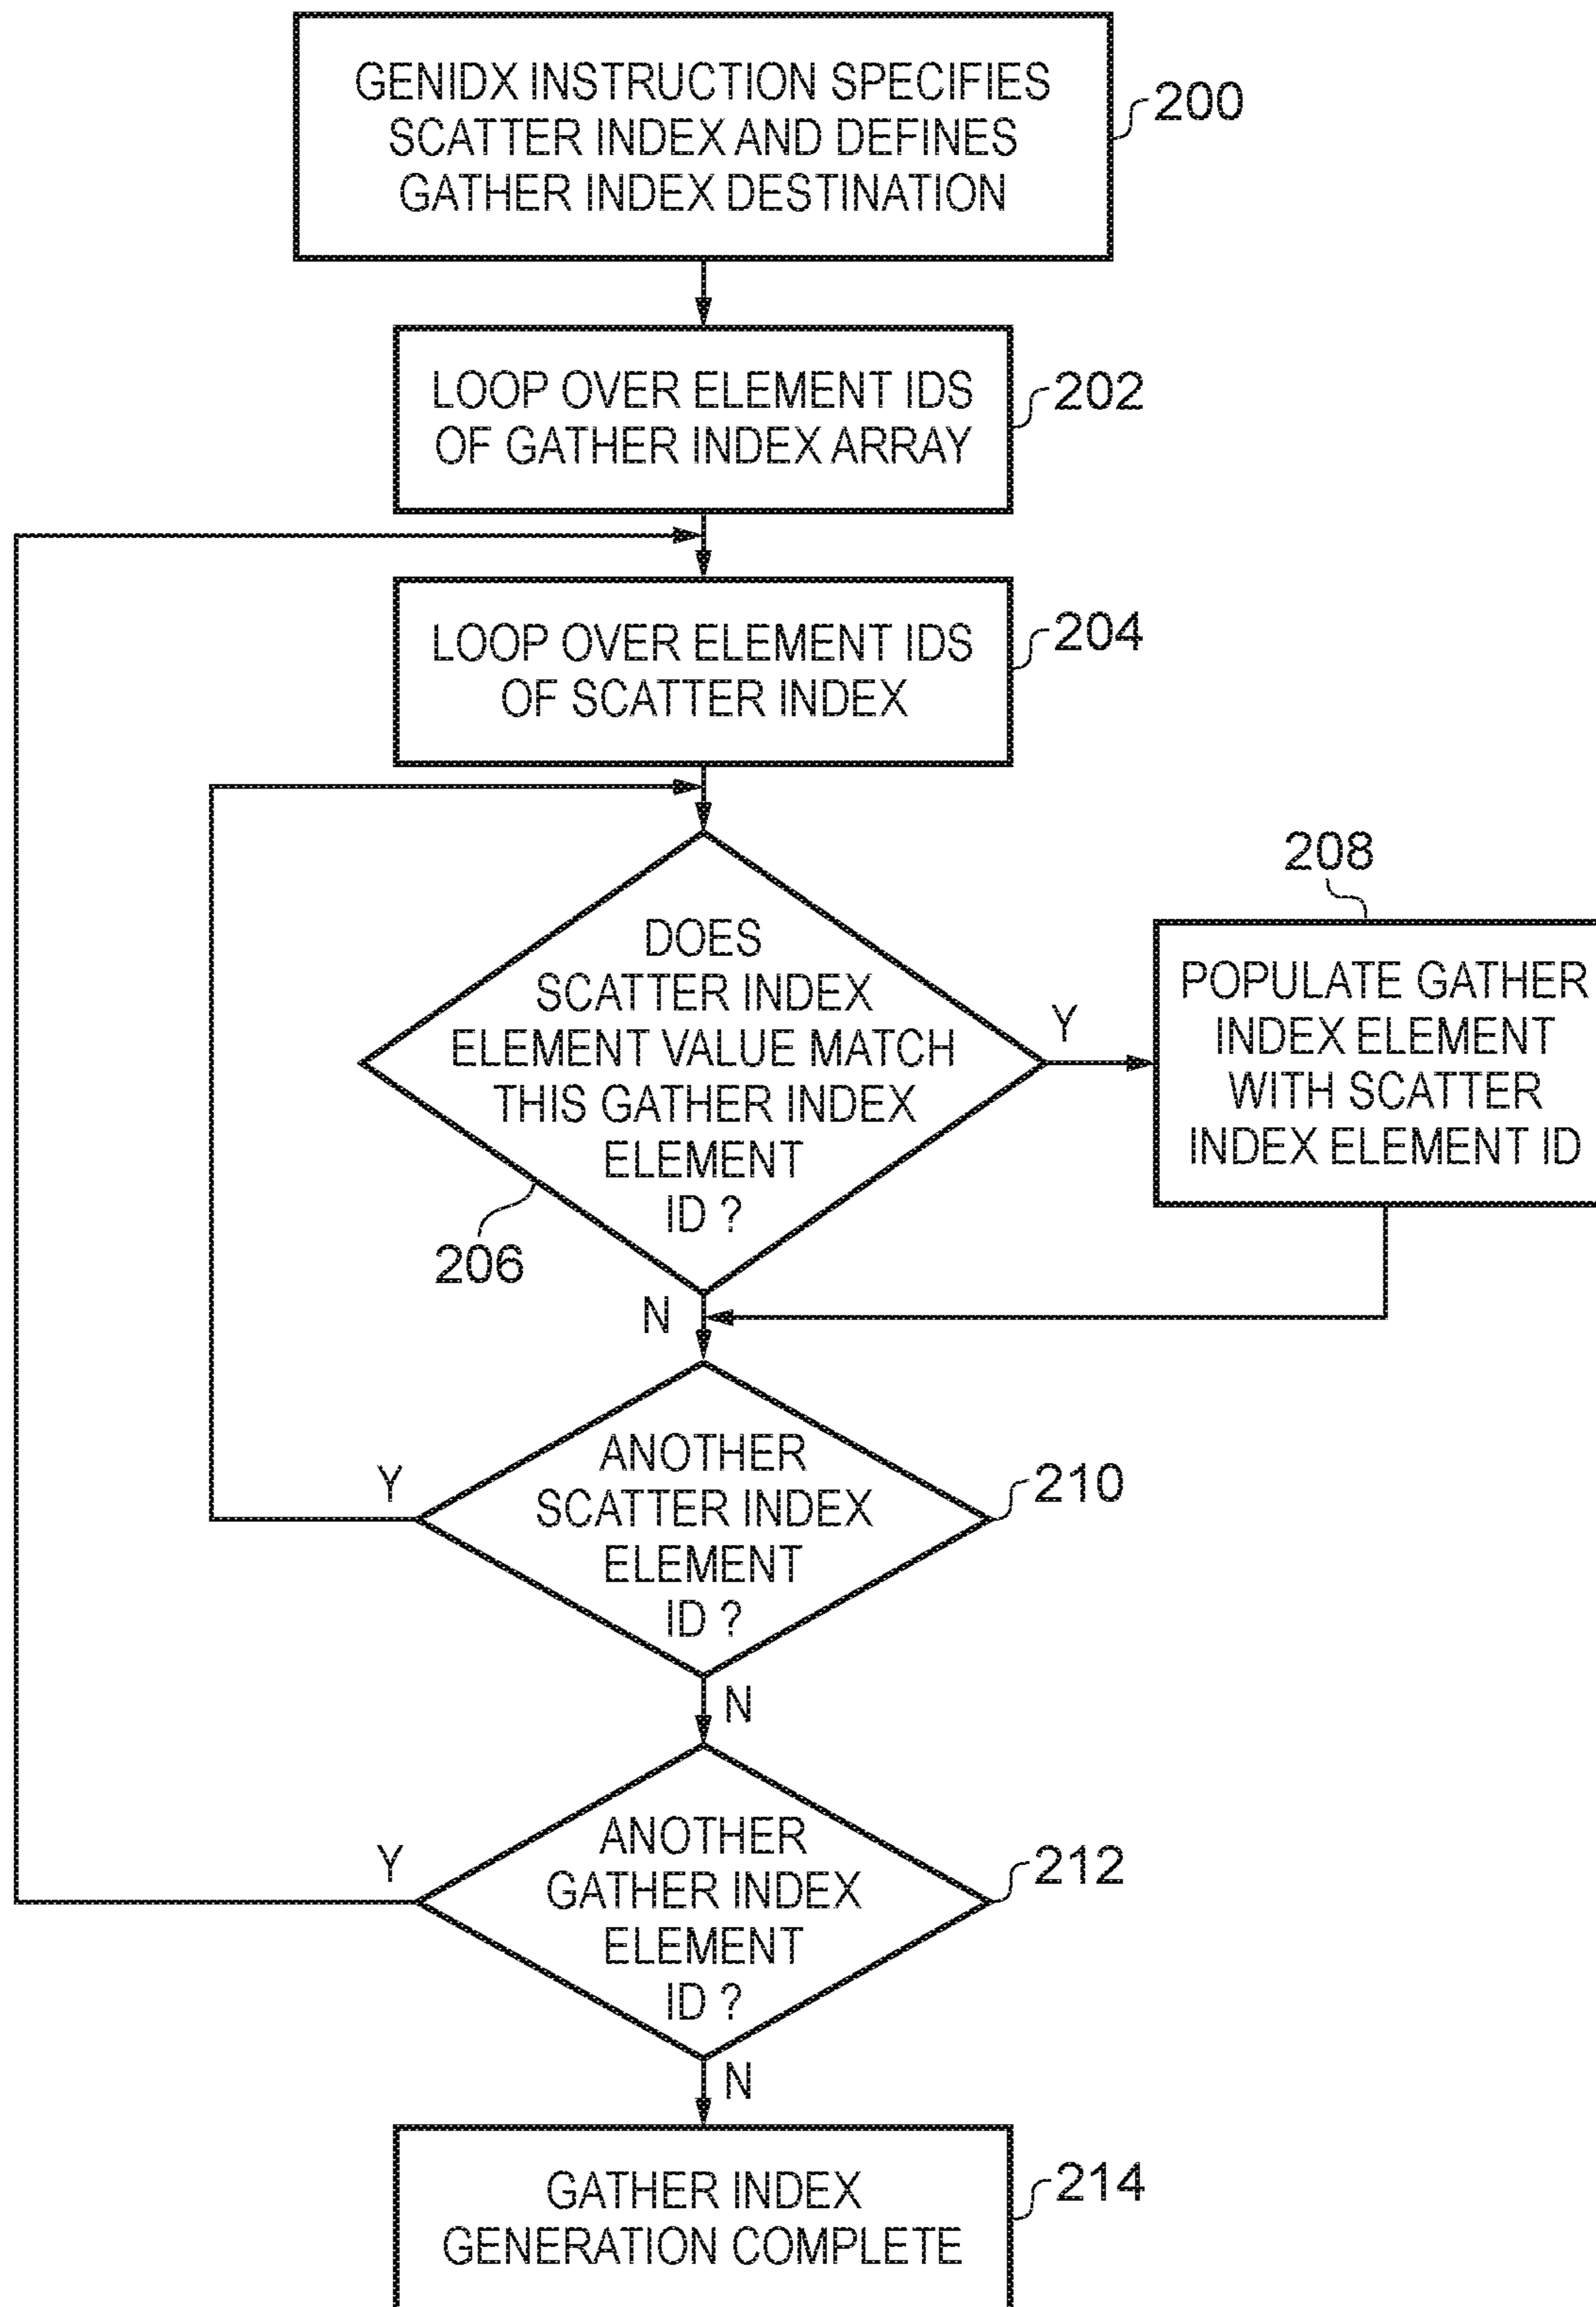 GENIDX INSTRUCTION SPECIFIES
SCATTER INDEX AND DEFINES
GATHER INDEX DESTINATION
200
LOOP OVER ELEMENT IDS
OF GATHER INDEX ARRAY
202
LOOP OVER ELEMENT IDS
OF SCATTER INDEX
204
DOES
SCATTER INDEX
ELEMENT VALUE MATCH
THIS GATHER INDEX
ELEMENT
ID ?
206
Y
208
POPULATE GATHER
INDEX ELEMENT
WITH SCATTER
INDEX ELEMENT ID
N
ANOTHER
SCATTER INDEX
ELEMENT
ID ?
Y
210
N
ANOTHER
GATHER INDEX
ELEMENT
ID ?
Y
212
N
GATHER INDEX
GENERATION COMPLETE
214